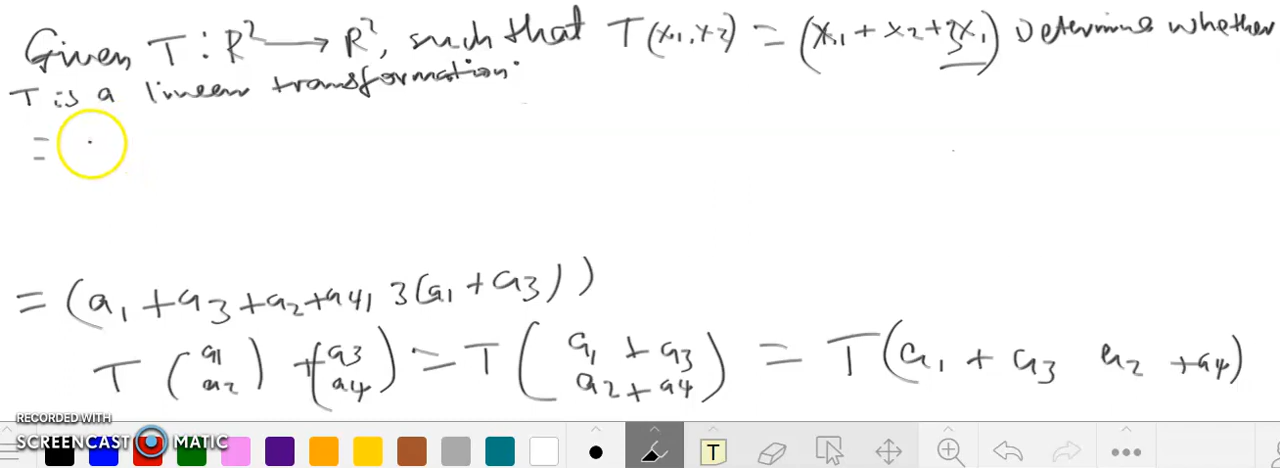 Given T : R² → R², such that T(x1, x2) = (x1 + x2 + 3x1) Determine whether
T is a linear transformation.
=
= (a1 + a3 + a2 + a4, 3(a1 + a3))
T (a1 a2) + (a3 a4) = T (a1 + a3 a2 + a4) = T(a1 + a3 a2 + a4)
RECORDED WITH
SCREENCAST MATIC
T